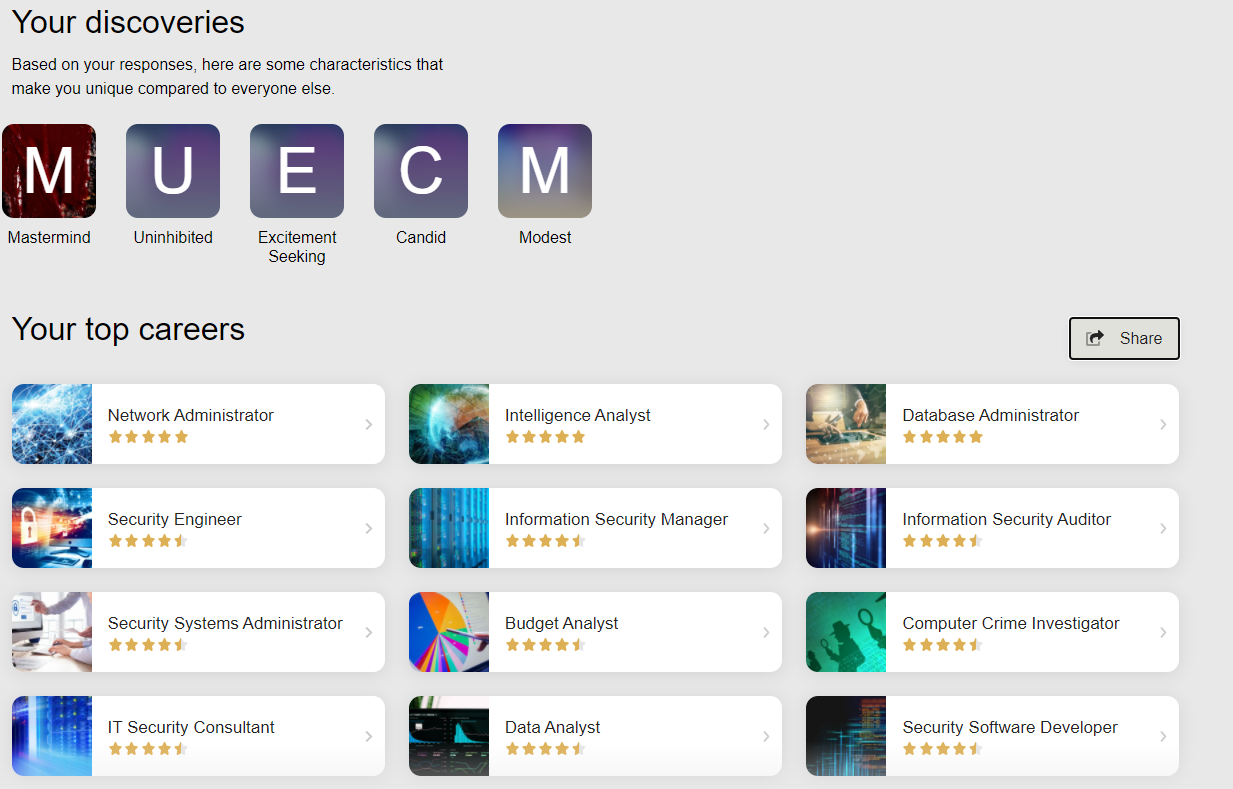 Your discoveries
Based on your responses, here are some characteristics that
make you unique compared to everyone else.
M U E C M
Mastermind Uninhibited Excitement Candid Modest
Seeking
Your top careers
Share
Network Administrator
Intelligence Analyst
Database Administrator
Security Engineer
Information Security Manager
Information Security Auditor
Security Systems Administrator
Budget Analyst
Computer Crime Investigator
IT Security Consultant
Data Analyst
Security Software Developer